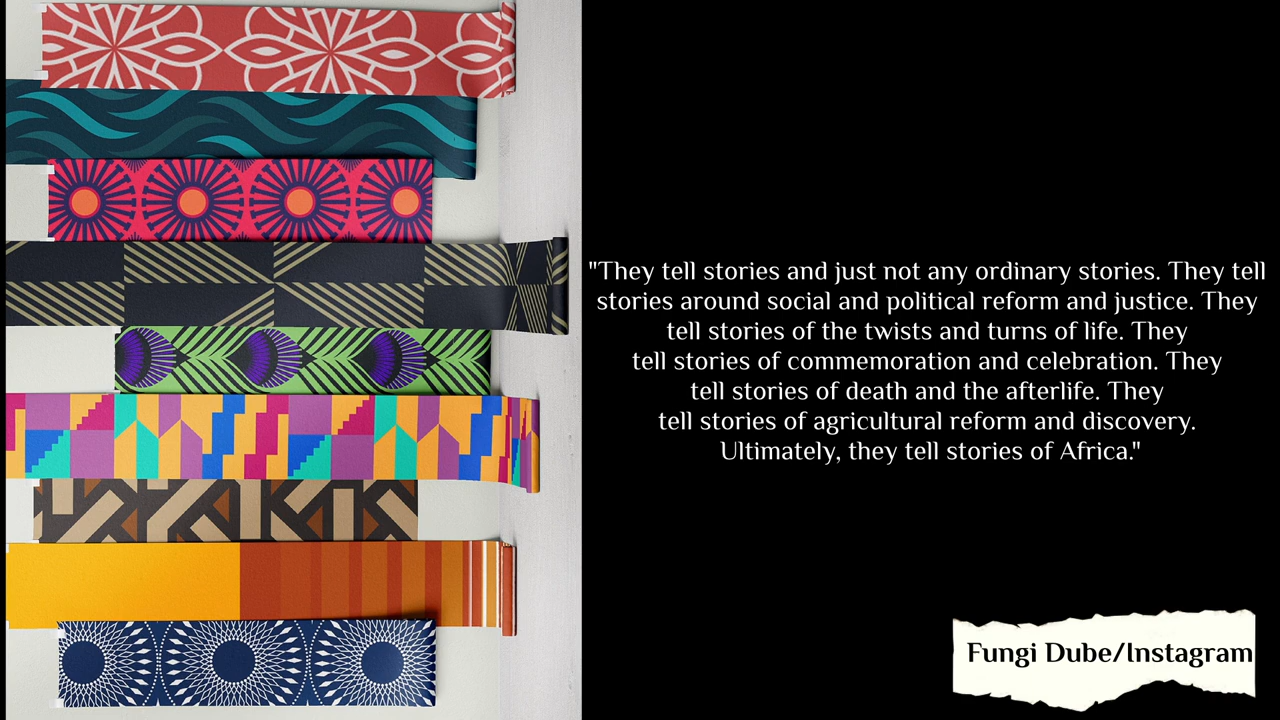 "They tell stories and just not any ordinary stories. They tell
stories around social and political reform and justice. They
tell stories of the twists and turns of life. They
tell stories of commemoration and celebration. They
tell stories of death and the afterlife. They
tell stories of agricultural reform and discovery.
Ultimately, they tell stories of Africa."
Fungi Dube/Instagram